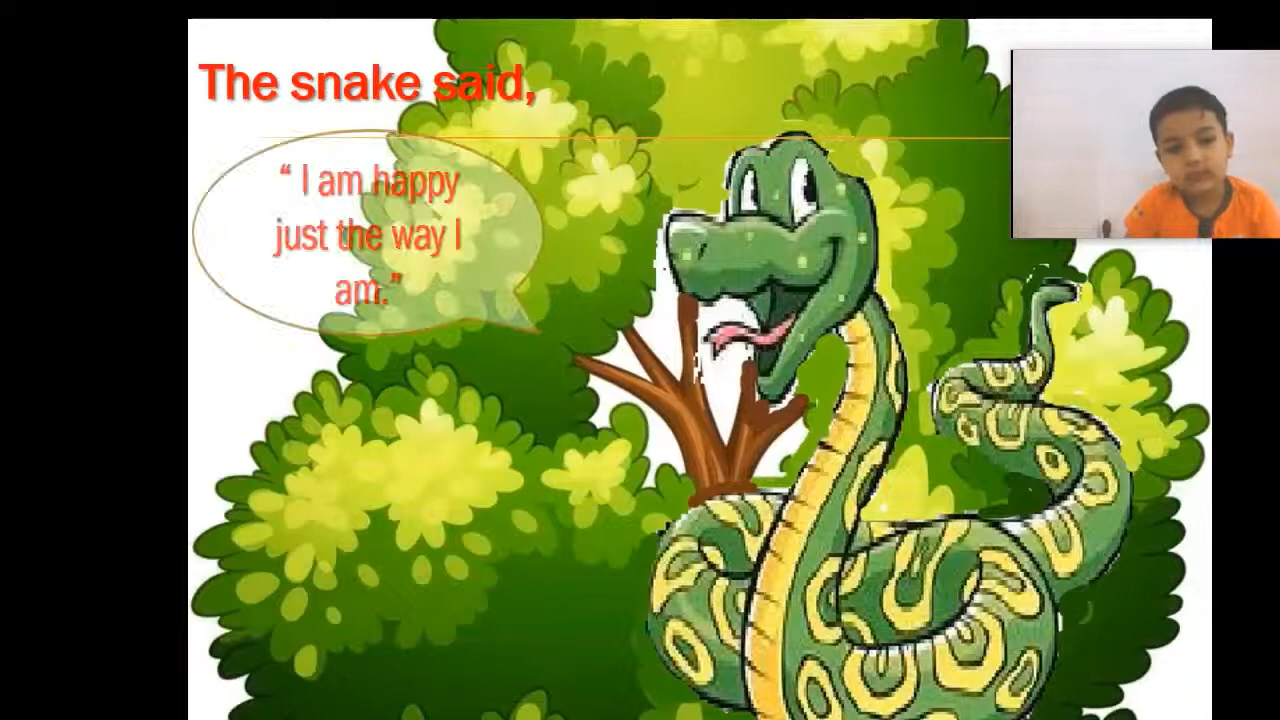 The snake said,
“ I am happy
just the way I
am.”